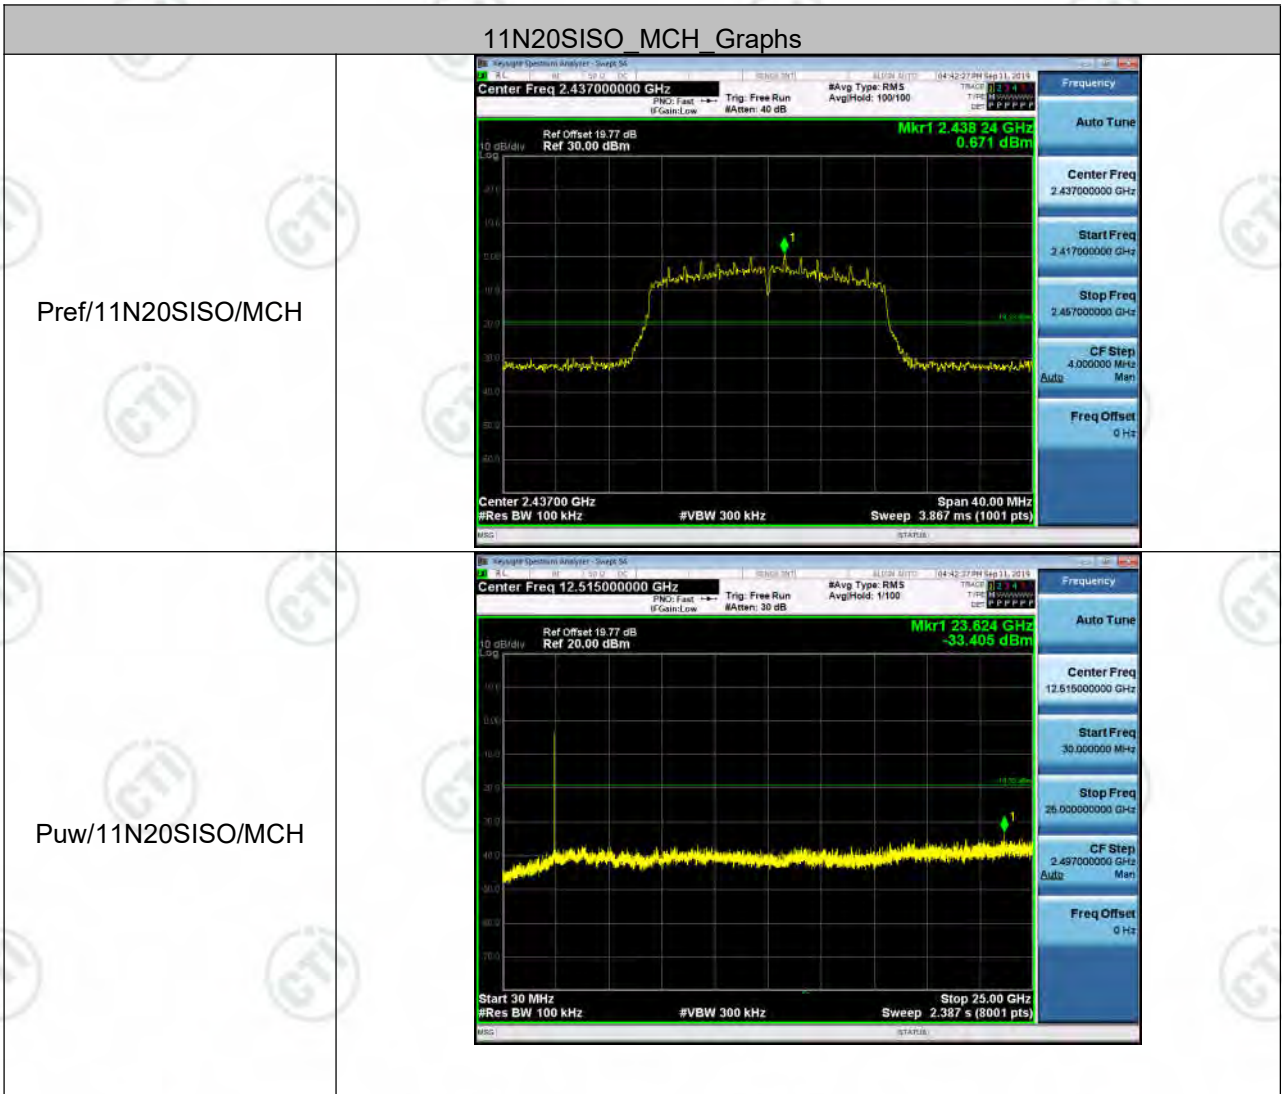 11N20SISO_MCH_Graphs
Pref/11N20SISO/MCH
Keysight Spectrum Analyzer - Swept SA
Center Freq 2.437000000 GHz
PNO: Fast
IFGain:Low
Trig: Free Run
#Atten: 40 dB
#Avg Type: RMS
Avg|Hold: 100/100
04:42:27 PM Sep 11, 2019
TRACE
TYPE
DET P P P P P P
Ref Offset 19.77 dB
10 dB/div Ref 30.00 dBm
Log
Mkr1 2.438 24 GHz
0.671 dBm
1
Center 2.43700 GHz
#Res BW 100 kHz
#VBW 300 kHz
Span 40.00 MHz
Sweep 3.867 ms (1001 pts)
MSG
STATUS
Frequency
Auto Tune
Center Freq
2.437000000 GHz
Start Freq
2.417000000 GHz
Stop Freq
2.457000000 GHz
CF Step
4.000000 MHz
Auto Man
Freq Offset
0 Hz
Puw/11N20SISO/MCH
Keysight Spectrum Analyzer - Swept SA
Center Freq 12.515000000 GHz
PNO: Fast
IFGain:Low
Trig: Free Run
#Atten: 30 dB
#Avg Type: RMS
Avg|Hold: 1/100
04:42:37 PM Sep 11, 2019
TRACE
TYPE
DET P P P P P P
Ref Offset 19.77 dB
10 dB/div Ref 20.00 dBm
Log
Mkr1 23.624 GHz
-33.405 dBm
1
Start 30 MHz
#Res BW 100 kHz
#VBW 300 kHz
Stop 25.00 GHz
Sweep 2.387 s (8001 pts)
MSG
STATUS
Frequency
Auto Tune
Center Freq
12.515000000 GHz
Start Freq
30.000000 MHz
Stop Freq
25.000000000 GHz
CF Step
2.497000000 GHz
Auto Man
Freq Offset
0 Hz
CTI